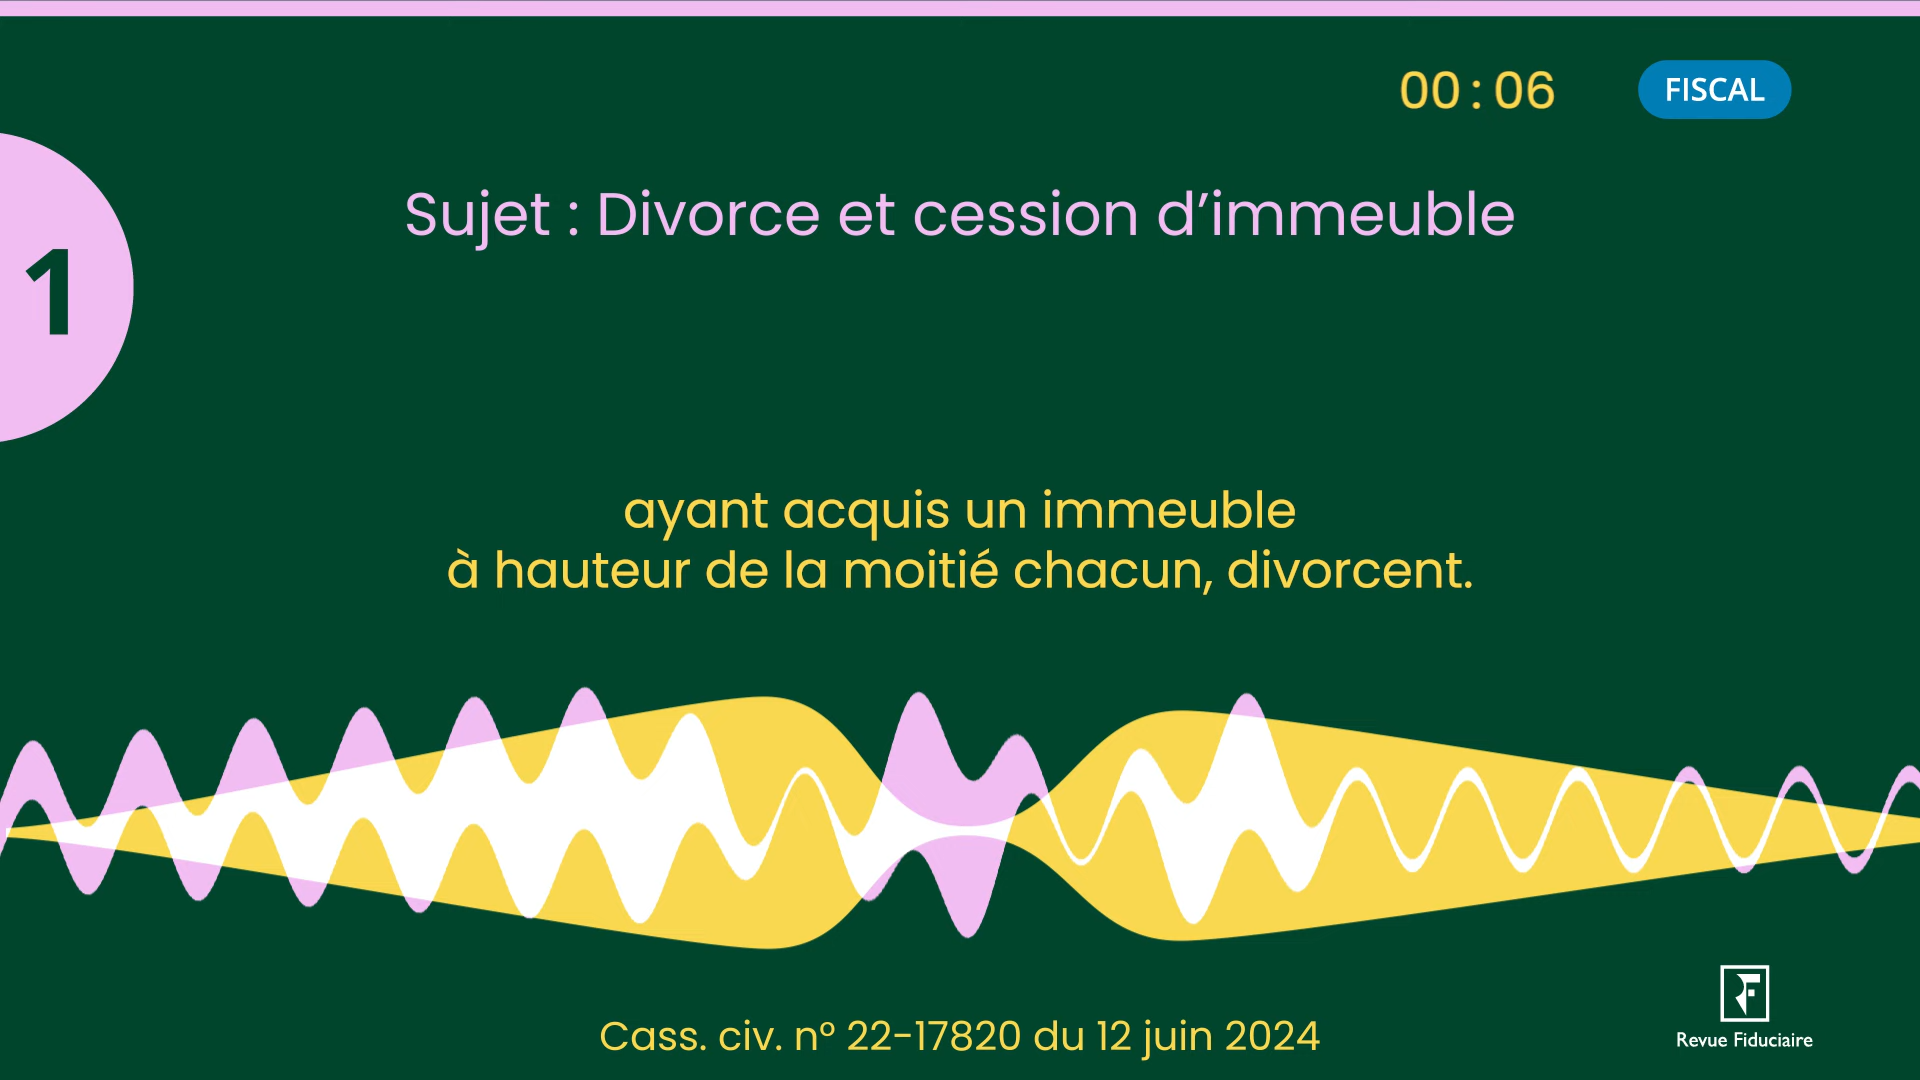 00 : 06
FISCAL
1
Sujet : Divorce et cession d’immeuble
ayant acquis un immeuble
à hauteur de la moitié chacun, divorcent.
Cass. civ. n° 22-17820 du 12 juin 2024
RF
Revue Fiduciaire